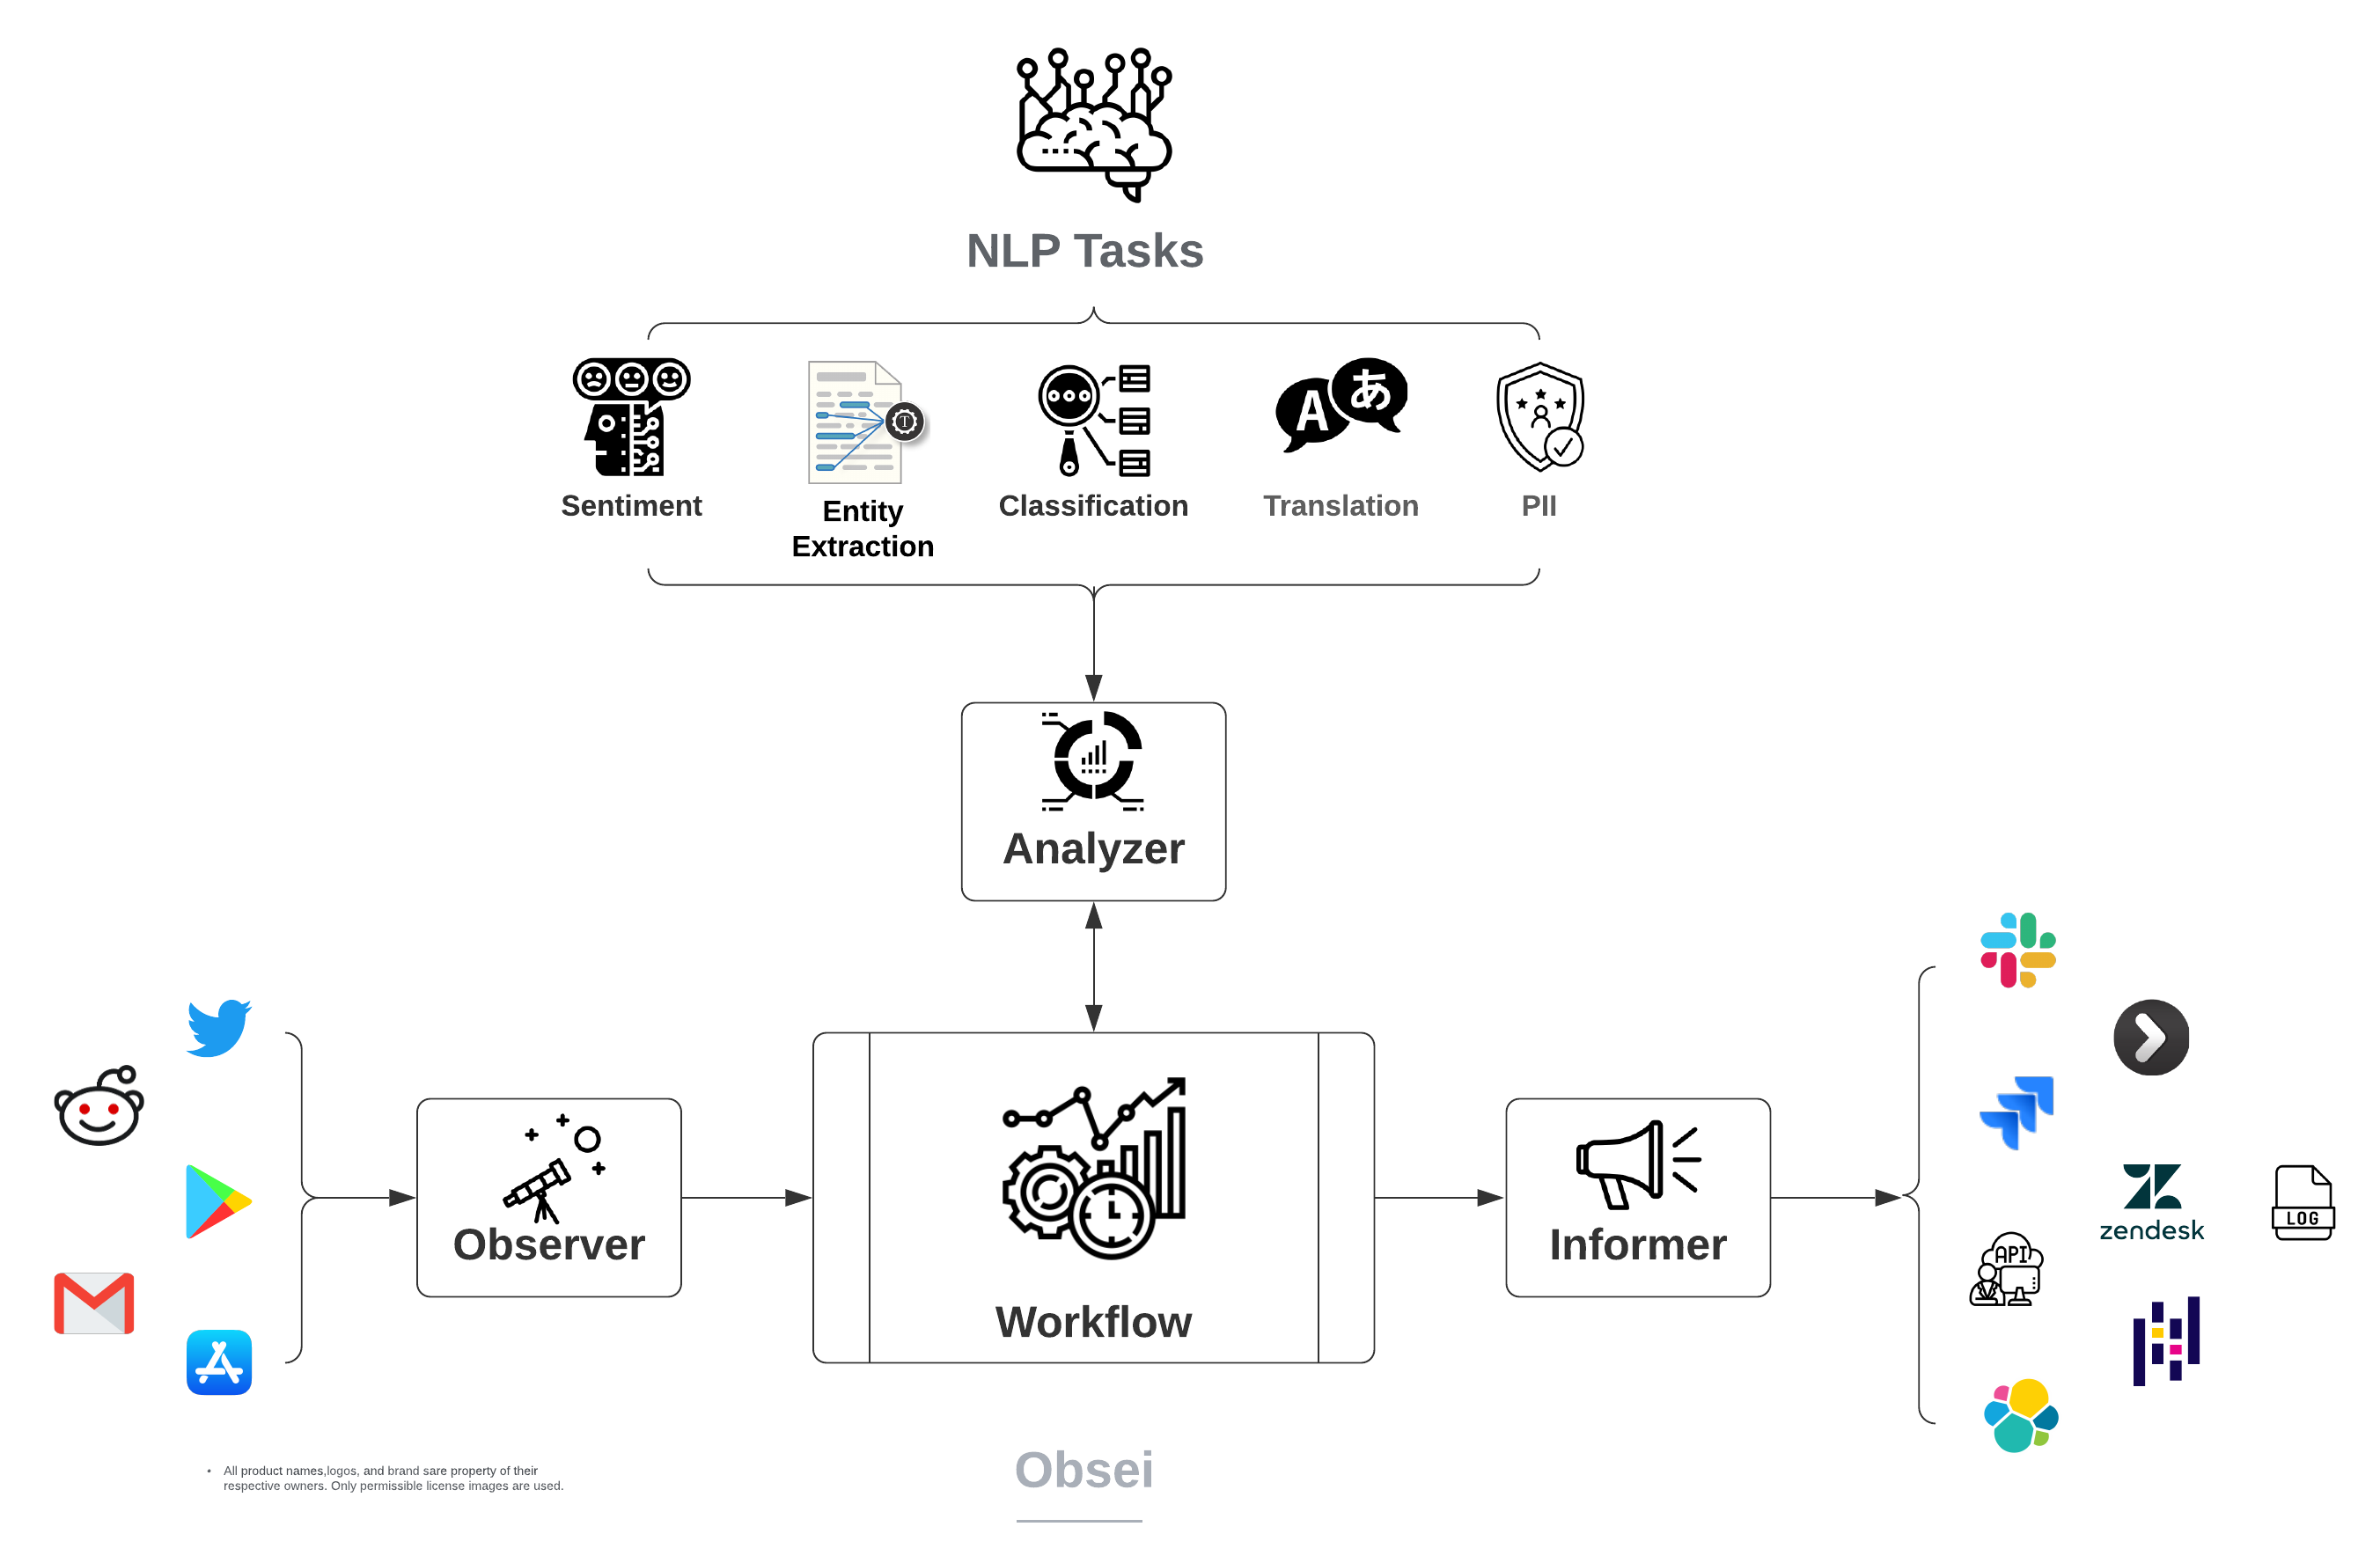 NLP Tasks
Sentiment
Entity
Extraction
Classification
A あ
Translation
PII
T
Analyzer
Observer
Workflow
Informer
zendesk
LOG
API
Obsei
• All product names,logos, and brand sare property of their
respective owners. Only permissible license images are used.